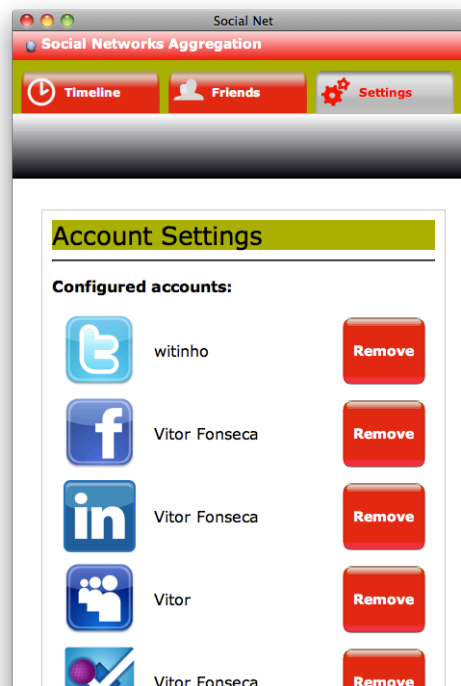 Social Net
Social Networks Aggregation
Timeline Friends Settings
Account Settings
Configured accounts:
witinho Remove
Vitor Fonseca Remove
in Vitor Fonseca Remove
Vitor Remove
Vitor Fonseca Remove